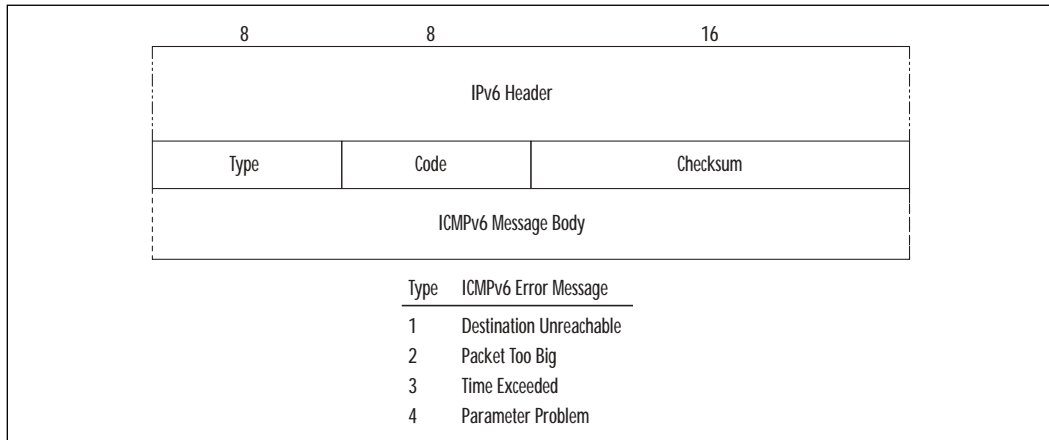 8 8 16
IPv6 Header
Type Code Checksum
ICMPv6 Message Body
Type ICMPv6 Error Message
1 Destination Unreachable
2 Packet Too Big
3 Time Exceeded
4 Parameter Problem